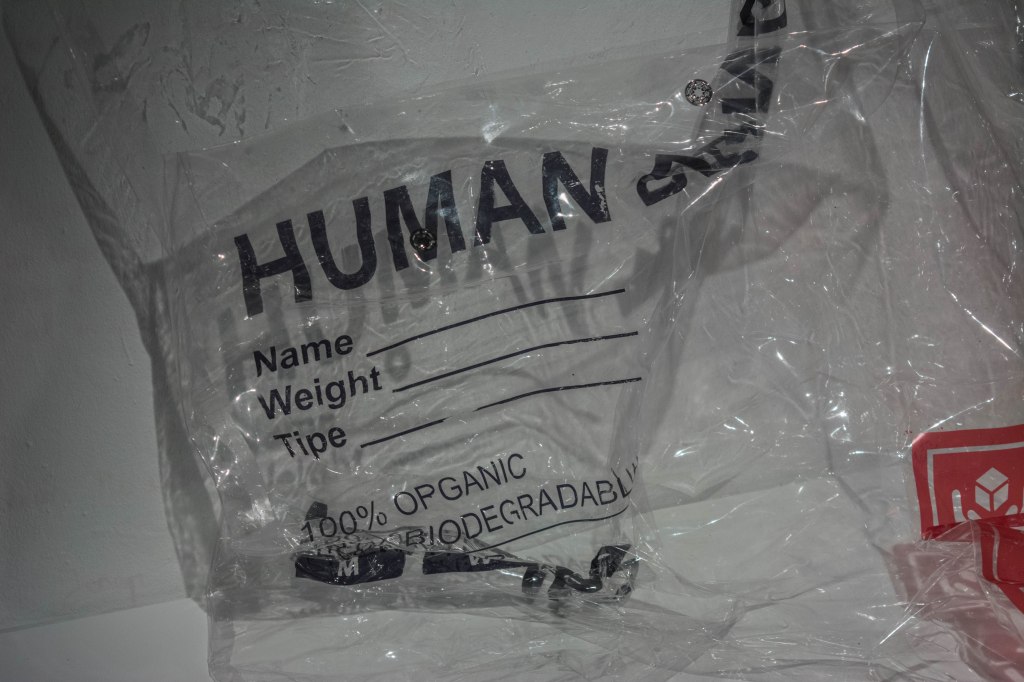 HUMAN
Name
Weight
Tipe
100% ORGANIC
BIODEGRADABL
M